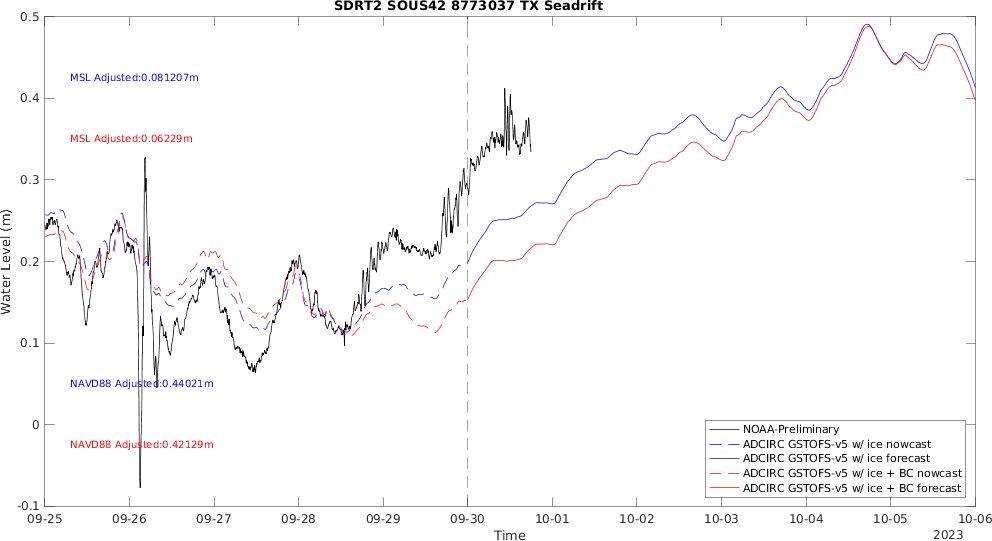 SDRT2 SOUS42 8773037 TX Seadrift
0.5
0.4
0.3
0.2
0.1
0
-0.1
Water Level (m)
MSL Adjusted:0.081207m
MSL Adjusted:0.06229m
NAVD88 Adjusted:0.44021m
NAVD88 Adjusted:0.42129m
NOAA-Preliminary
ADCIRC GSTOFS-v5 w/ ice nowcast
ADCIRC GSTOFS-v5 w/ ice forecast
ADCIRC GSTOFS-v5 w/ ice + BC nowcast
ADCIRC GSTOFS-v5 w/ ice + BC forecast
09-25 09-26 09-27 09-28 09-29 09-30 10-01 10-02 10-03 10-04 10-05 10-06
Time
2023